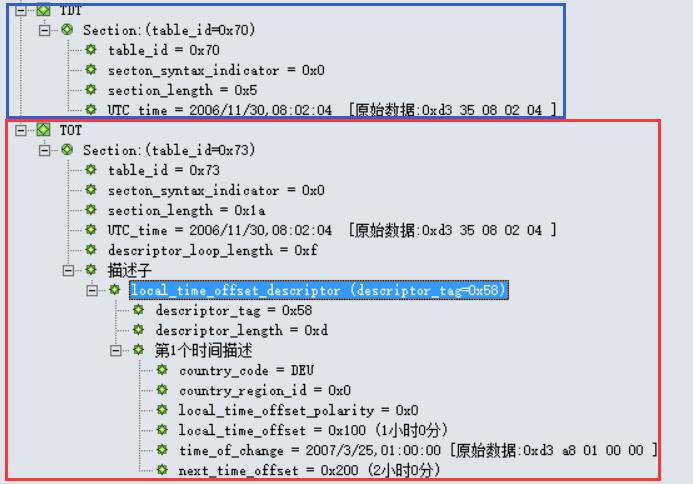 TDT
Section:(table_id=0x70)
table_id = 0x70
secton_syntax_indicator = 0x0
section_length = 0x5
UTC_time = 2006/11/30,08:02:04 [原始数据:0xd3 35 08 02 04 ]
TOT
Section:(table_id=0x73)
table_id = 0x73
secton_syntax_indicator = 0x0
section_length = 0x1a
UTC_time = 2006/11/30,08:02:04 [原始数据:0xd3 35 08 02 04 ]
descriptor_loop_length = 0xf
描述子
local_time_offset_descriptor (descriptor_tag=0x58)
descriptor_tag = 0x58
descriptor_length = 0xd
第1个时间描述
country_code = DEU
country_region_id = 0x0
local_time_offset_polarity = 0x0
local_time_offset = 0x100 (1小时0分)
time_of_change = 2007/3/25,01:00:00 [原始数据:0xd3 a8 01 00 00 ]
next_time_offset = 0x200 (2小时0分)